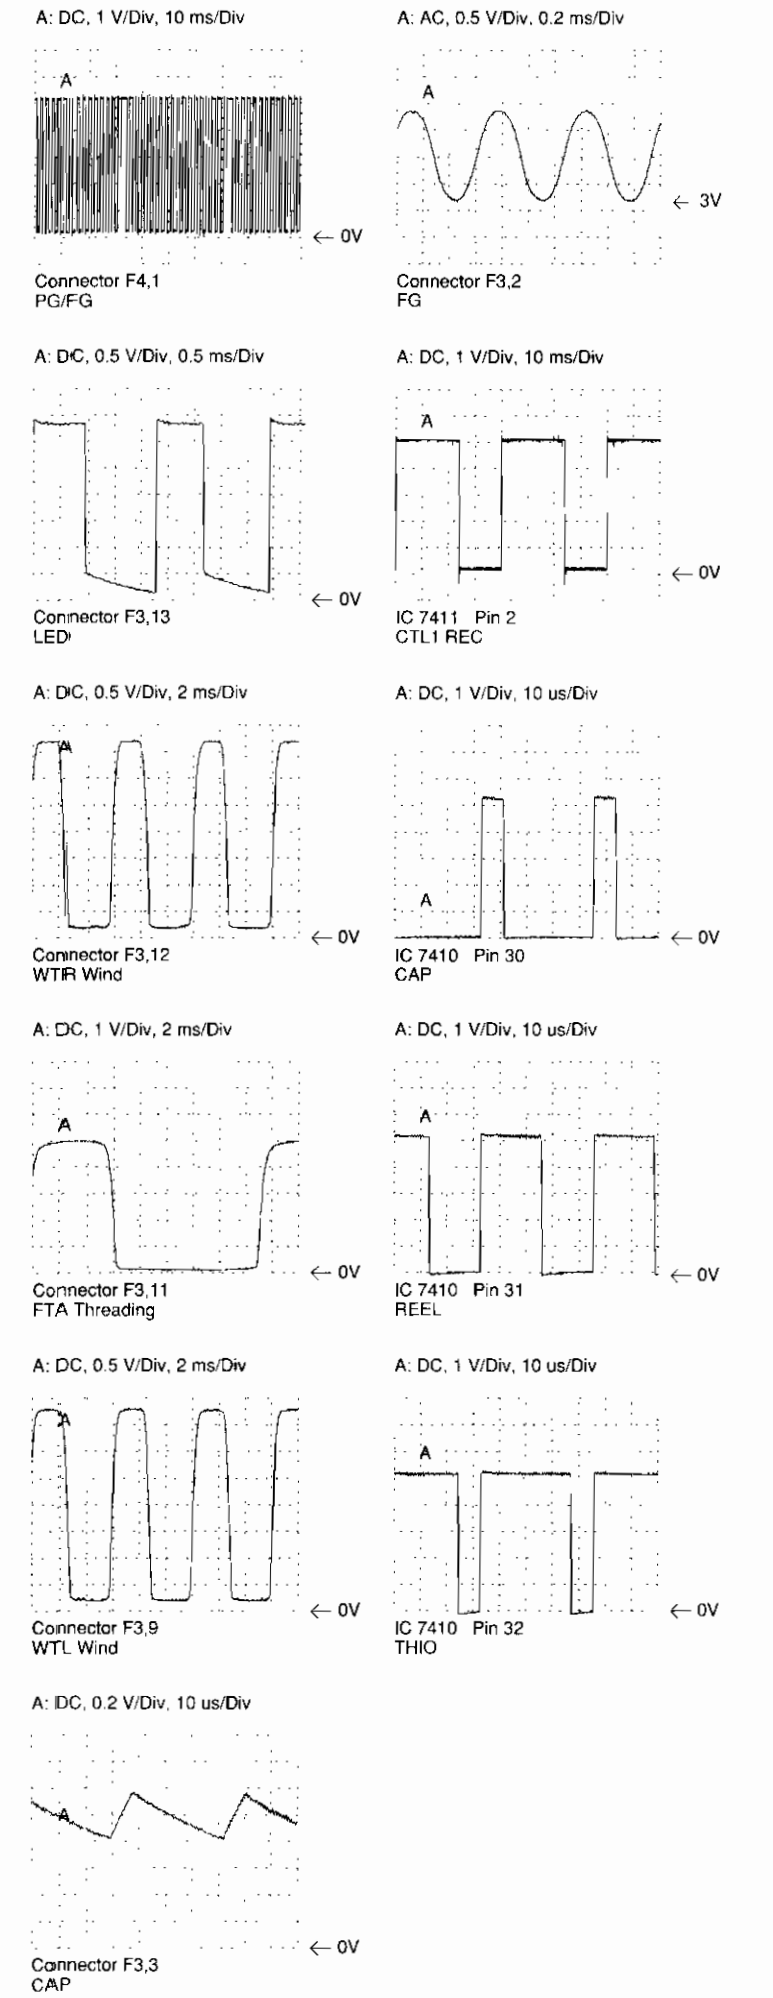 A: DC, 1 V/Div, 10 ms/Div
A
← 0V
Connector F4,1
PG/FG
A: AC, 0.5 V/Div. 0.2 ms/Div
A
← 3V
Connector F3,2
FG
A: DC, 0.5 V/Div, 0.5 ms/Div
← 0V
Connector F3,13
LED
A: DC, 1 V/Div, 10 ms/Div
A
← 0V
IC 7411 Pin 2
CTL1 REC
A: DC, 0.5 V/Div, 2 ms/Div
A
← 0V
Connector F3,12
WTR Wind
A: DC, 1 V/Div, 10 us/Div
A
← 0V
IC 7410 Pin 30
CAP
A: DC, 1 V/Div, 2 ms/Div
A
← 0V
Connector F3,11
FTA Threading
A: DC, 1 V/Div, 10 us/Div
A
← 0V
IC 7410 Pin 31
REEL
A: DC, 0.5 V/Div, 2 ms/Div
A
← 0V
Connector F3,9
WTL Wind
A: DC, 1 V/Div, 10 us/Div
A
← 0V
IC 7410 Pin 32
THIO
A: DC, 0.2 V/Div, 10 us/Div
A
← 0V
Connector F3,3
CAP